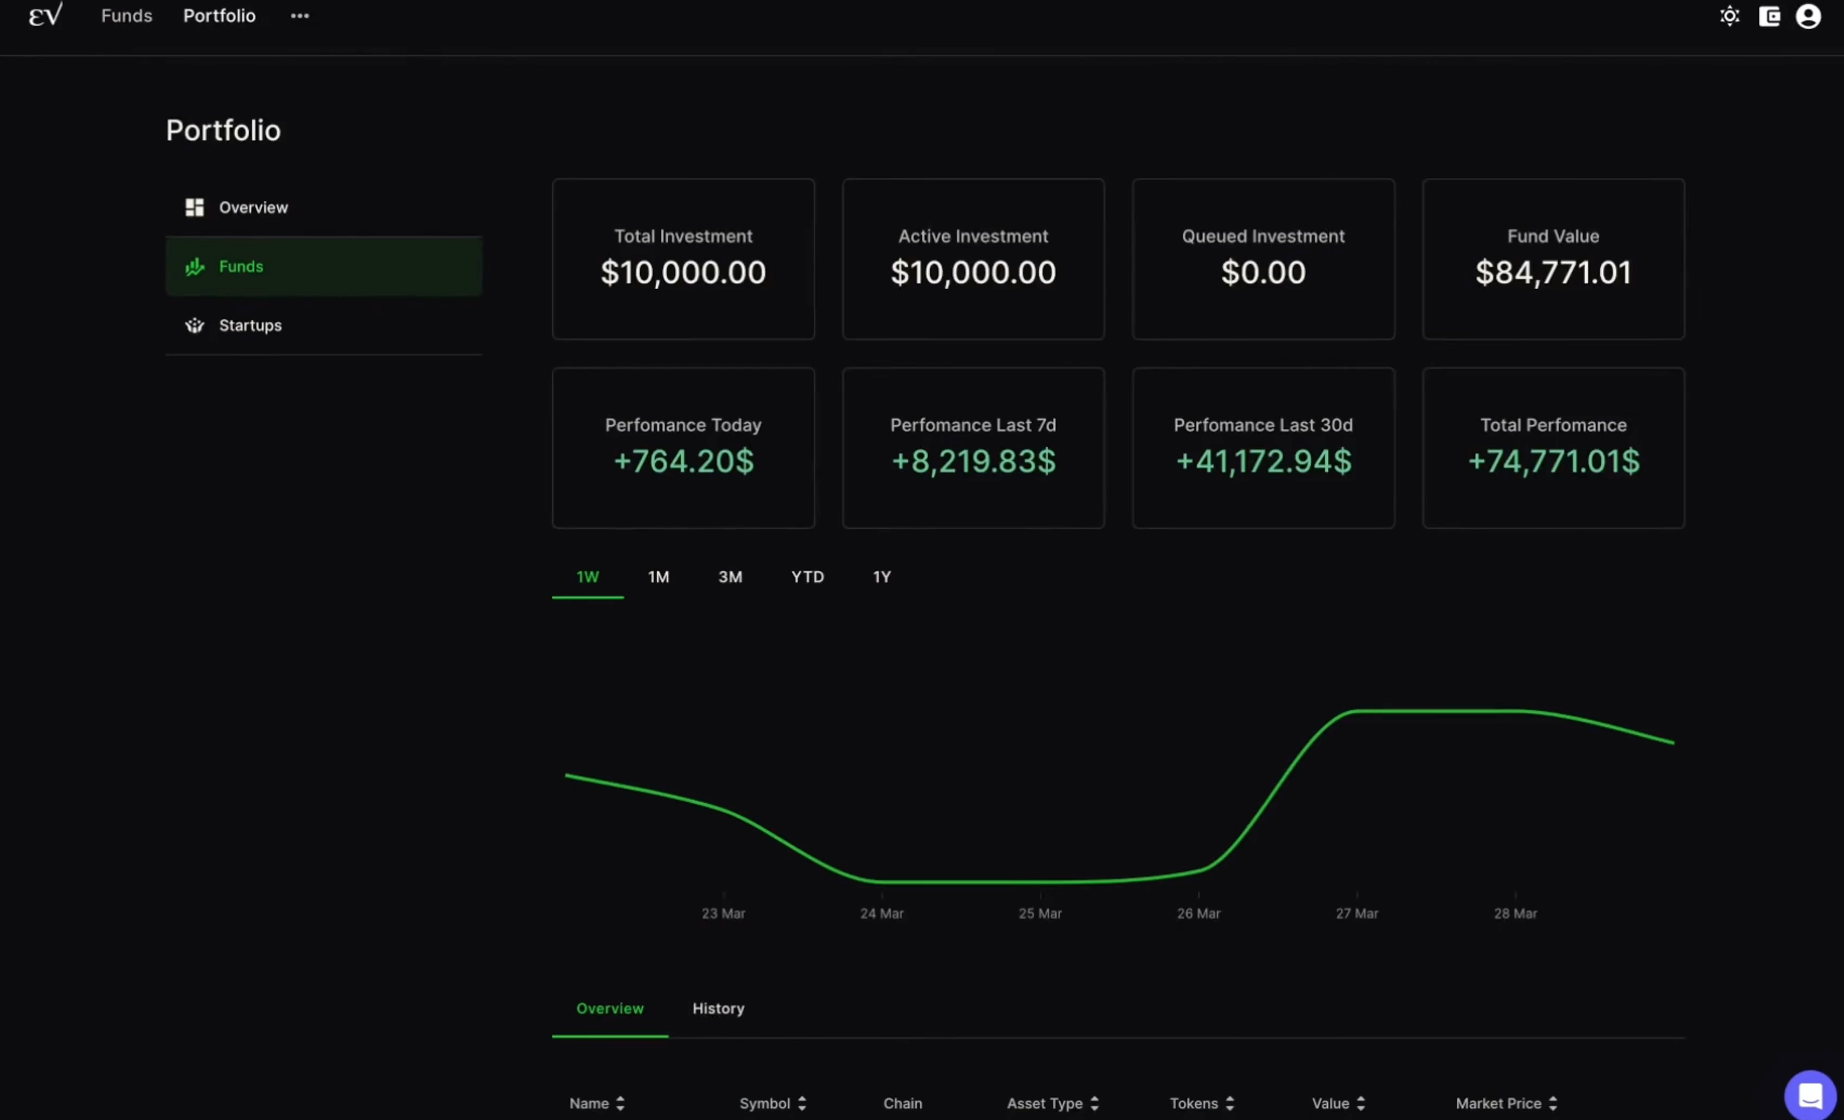 εv Funds Portfolio
Portfolio
Overview
Funds
Startups
Total Investment
$10,000.00
Active Investment
$10,000.00
Queued Investment
$0.00
Fund Value
$84,771.01
Perfomance Today
+764.20$
Perfomance Last 7d
+8,219.83$
Perfomance Last 30d
+41,172.94$
Total Perfomance
+74,771.01$
1W 1M 3M YTD 1Y
23 Mar 24 Mar 25 Mar 26 Mar 27 Mar 28 Mar
Overview History
Name Symbol Chain Asset Type Tokens Value Market Price